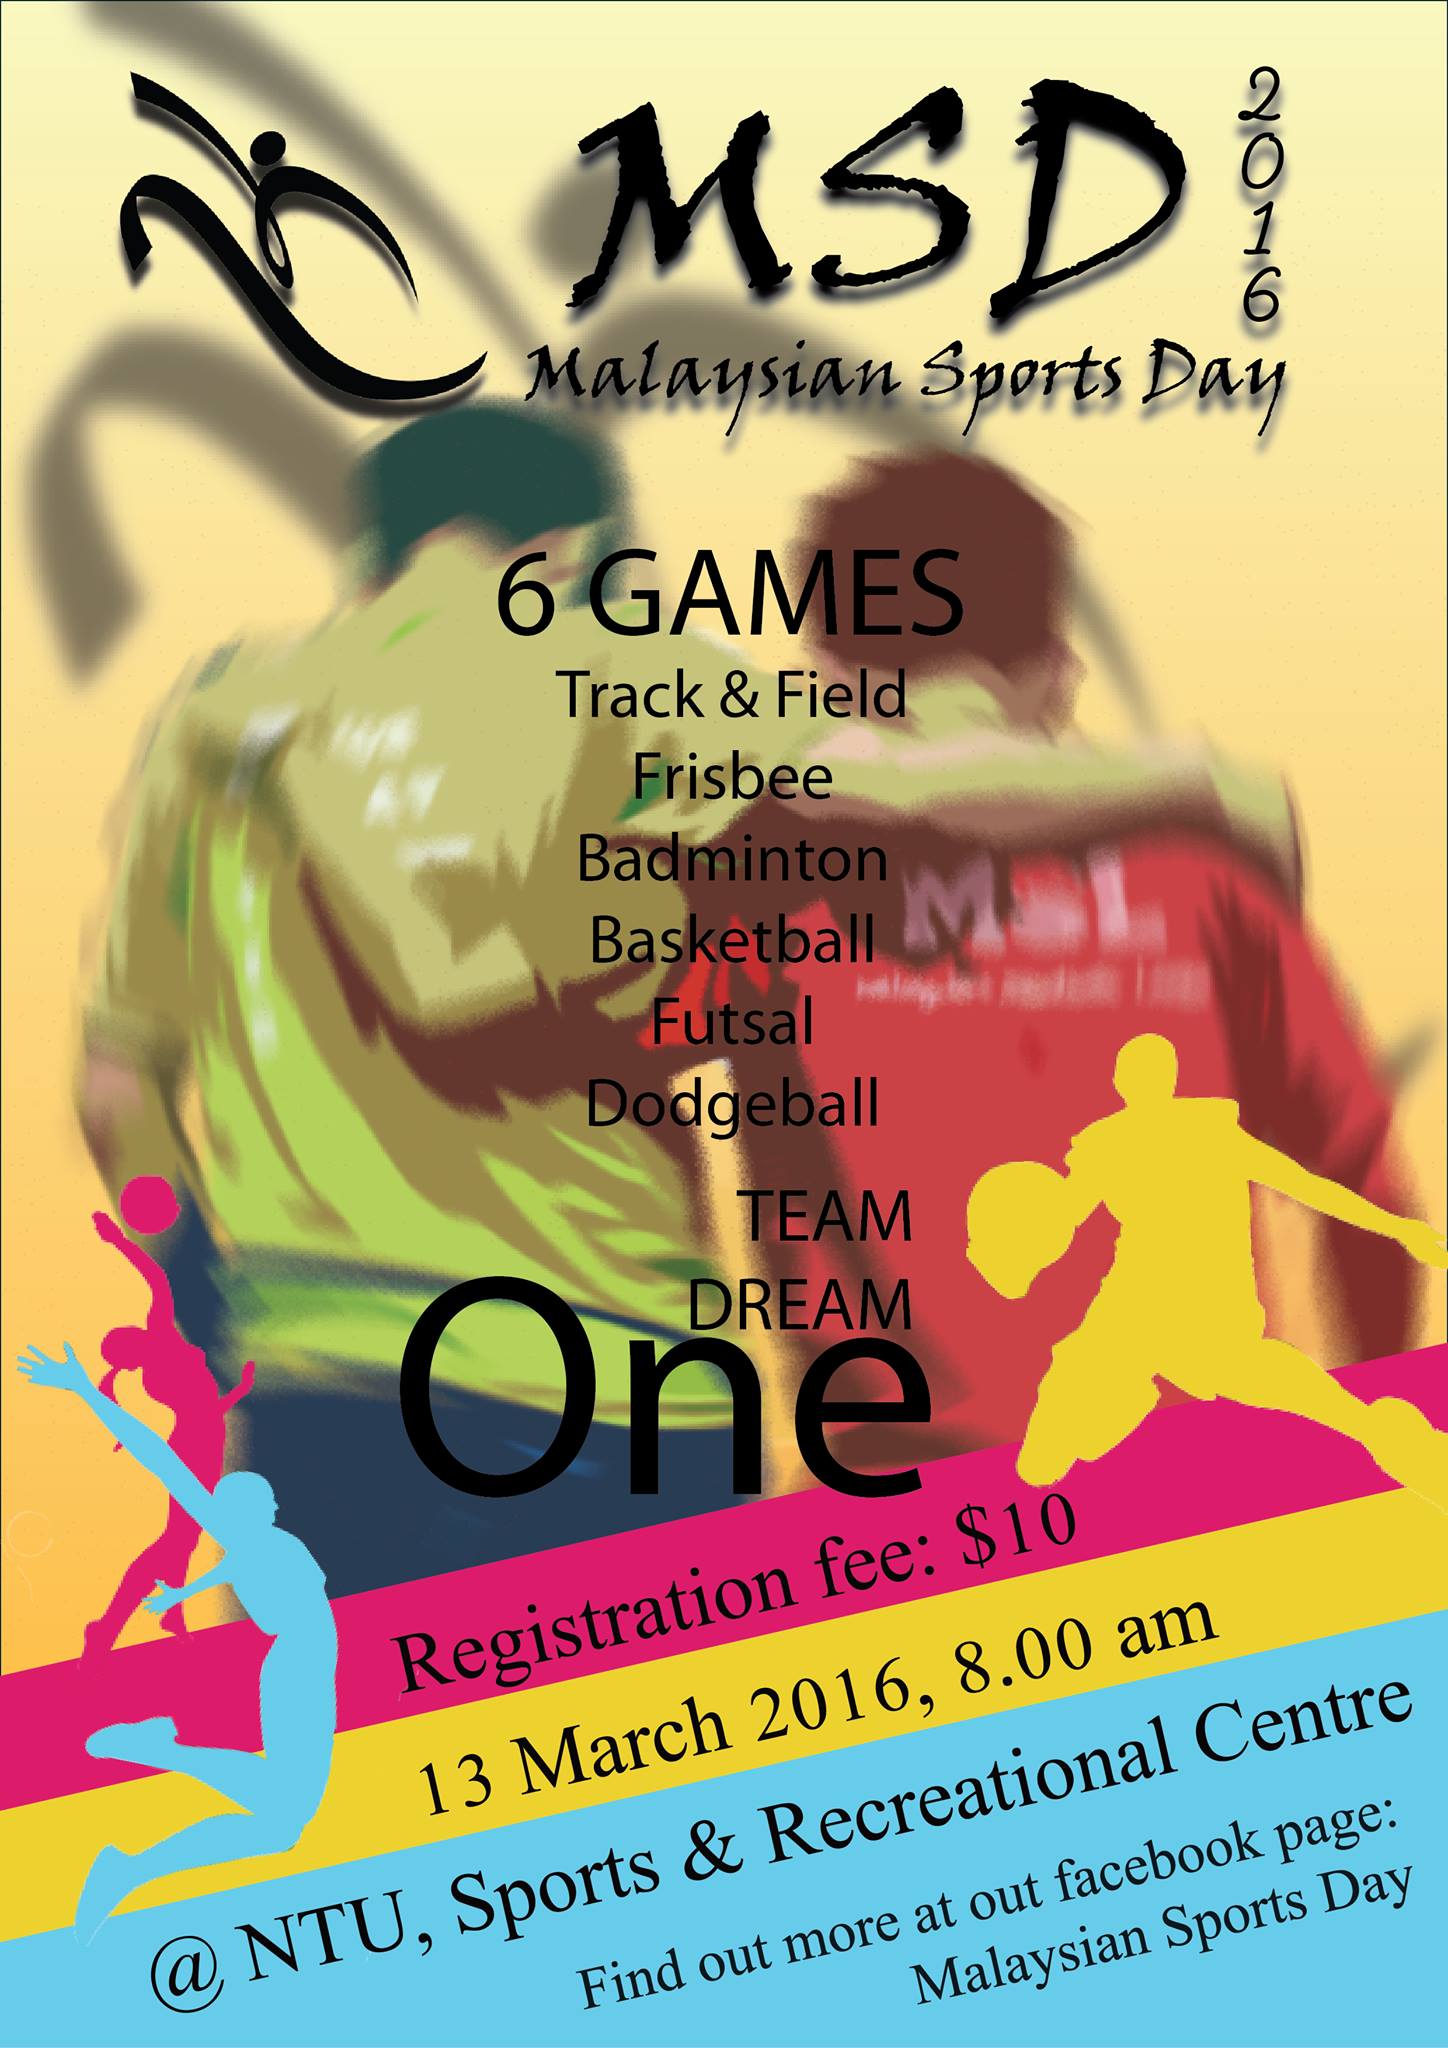 MSD
2016
Malaysian Sports Day
6 GAMES
Track & Field
Frisbee
Badminton
Basketball
Futsal
Dodgeball
TEAM
DREAM
One
MSL
Registration fee: $10
13 March 2016, 8.00 am
@ NTU, Sports & Recreational Centre
Find out more at out facebook page:
Malaysian Sports Day